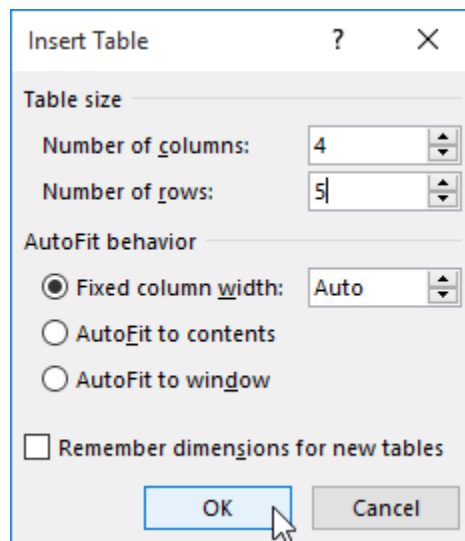 Insert Table ?
Table size
Number of columns: 4
Number of rows: 5
AutoFit behavior
Fixed column width: Auto
AutoFit to contents
AutoFit to window
Remember dimensions for new tables
OK Cancel